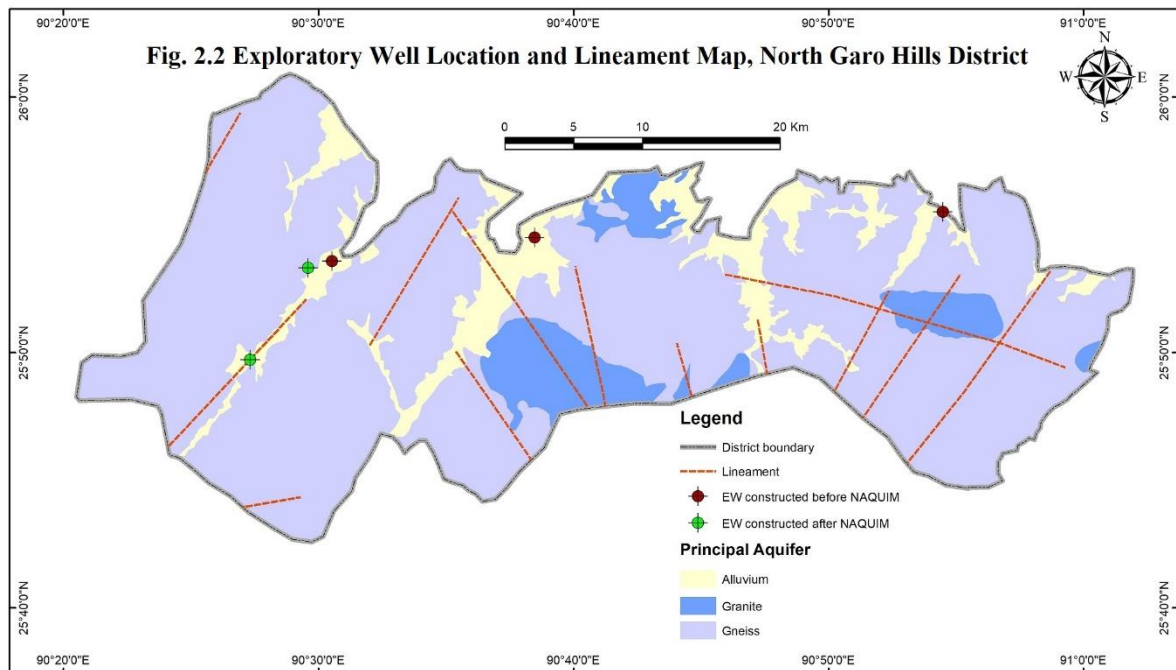 90°20'0"E 90°30'0"E 90°40'0"E 90°50'0"E 91°0'0"E
Fig. 2.2 Exploratory Well Location and Lineament Map, North Garo Hills District
N
W E
S
26°0'0"N 26°0'0"N
0 5 10 20 Km
25°50'0"N 25°50'0"N
Legend
District boundary
Lineament
EW constructed before NAQUIM
EW constructed after NAQUIM
Principal Aquifer
Alluvium
Granite
Gneiss
25°40'0"N 25°40'0"N
90°20'0"E 90°30'0"E 90°40'0"E 90°50'0"E 91°0'0"E